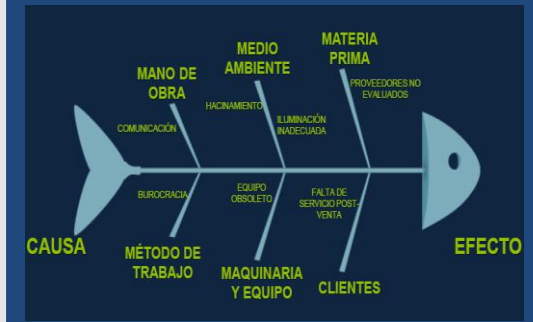 MANO DE
OBRA
MEDIO
AMBIENTE
MATERIA
PRIMA
COMUNICACIÓN
HACINAMIENTO
ILUMINACIÓN
INADECUADA
PROVEEDORES NO
EVALUADOS
BUROCRACIA
EQUIPO
OBSOLETO
FALTA DE
SERVICIO POST-
VENTA
CAUSA
EFECTO
MÉTODO DE
TRABAJO
MAQUINARIA
Y EQUIPO
CLIENTES